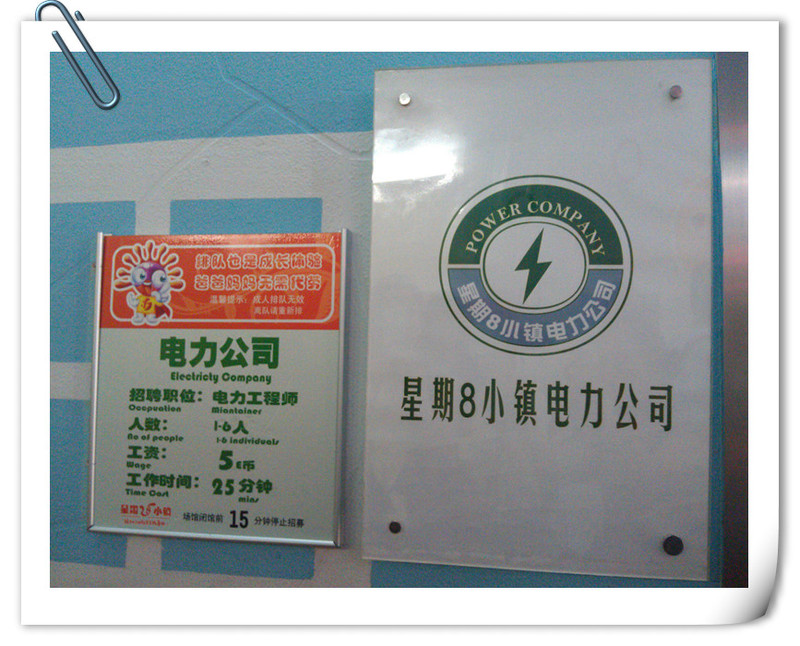 排队也是成长体验
爸爸妈妈无需代劳
温馨提示：成人排队无效
离队请重新排
电力公司
Electricty Company
招聘职位：电力工程师
Occpuation Miantainer
人数： 1-6人
No of people 1-6 individuals
工资： 5E币
Wage
工作时间：25分钟
Time Cost mins
星期8小镇
场馆闭馆前 15 分钟停止招募
POWER COMPANY
星期8小镇电力公司
星期8小镇电力公司